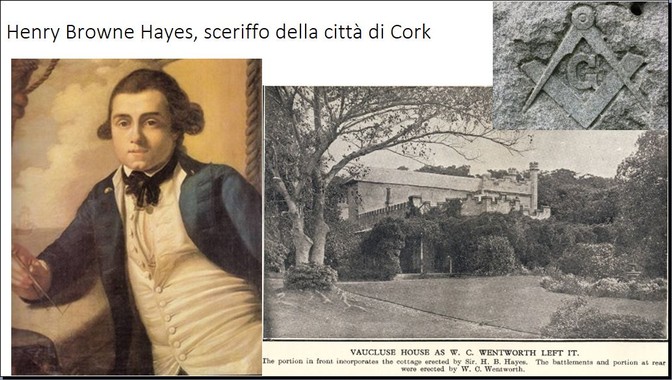 Henry Browne Hayes, sceriffo della città di Cork
G
VAUCLUSE HOUSE AS W. C. WENTWORTH LEFT IT.
The portion in front incorporates the cottage erected by Sir. H. B. Hayes. The battlements and portion at rear
were erected by W. C. Wentworth.